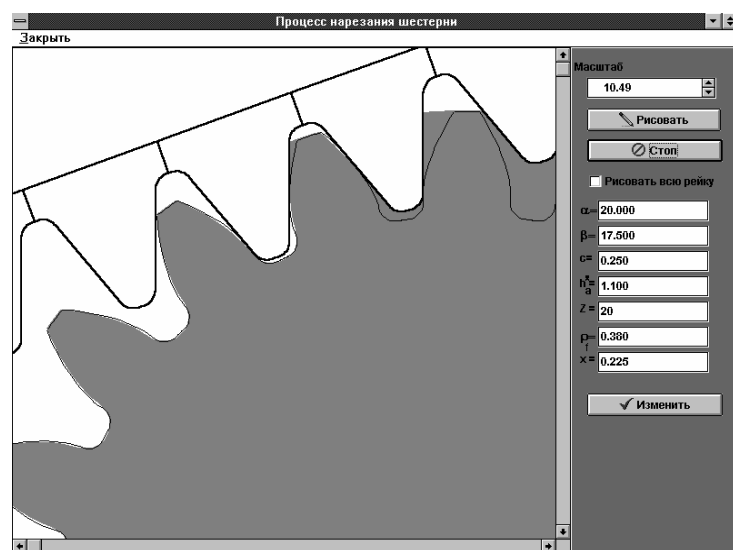 Процесс нарезания шестерни
Закрыть
Масштаб
10.49
Рисовать
Стоп
Рисовать всю рейку
α= 20.000
β= 17.500
c= 0.250
h*a= 1.100
Z = 20
ρf= 0.380
x = 0.225
Изменить